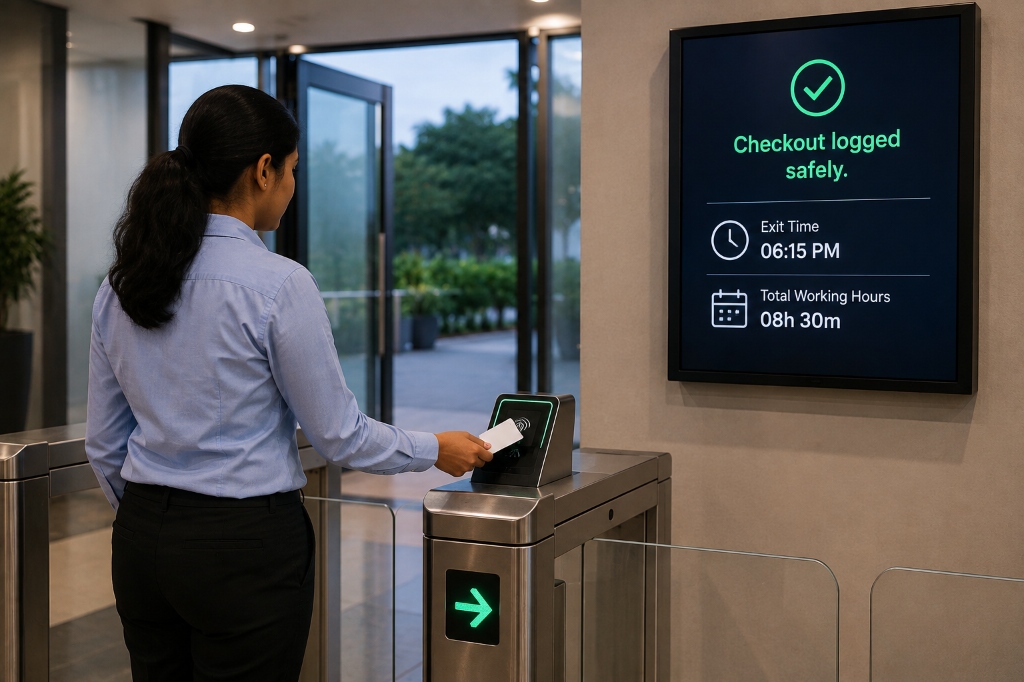 Checkout logged
safely.
Exit Time
06:15 PM
Total Working Hours
08h 30m